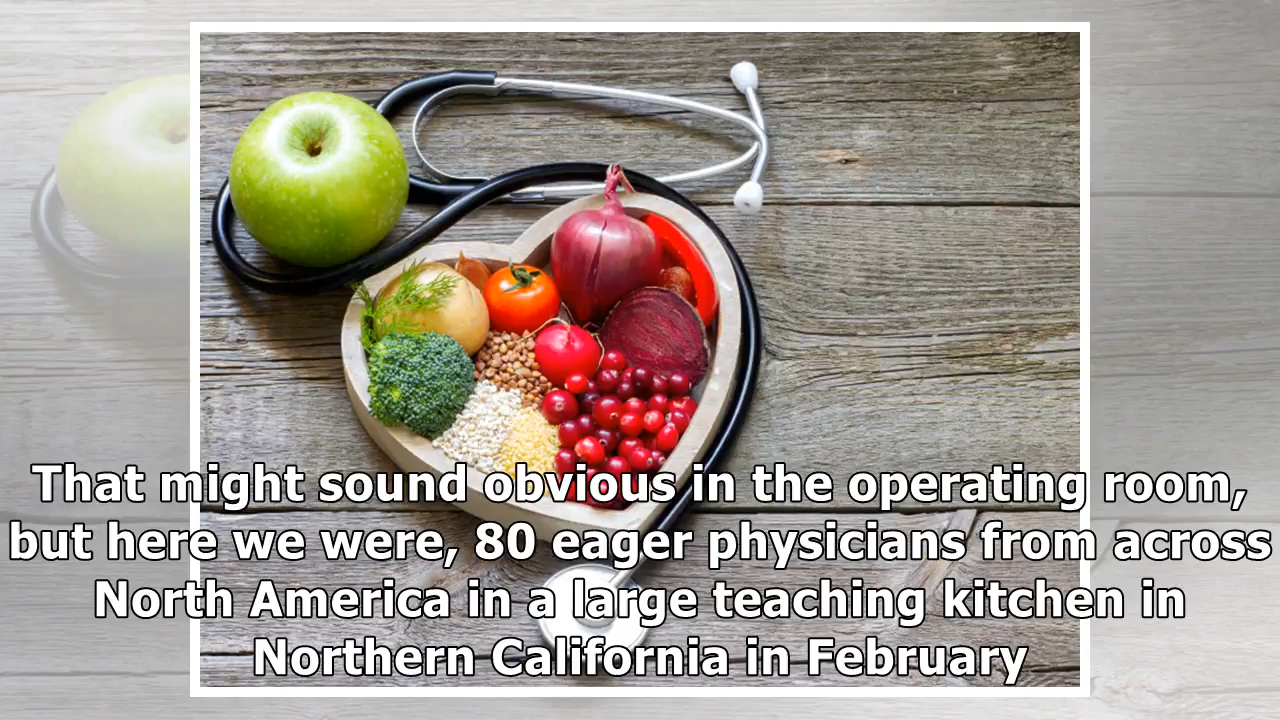 That might sound obvious in the operating room,
but here we were, 80 eager physicians from across
North America in a large teaching kitchen in
Northern California in February